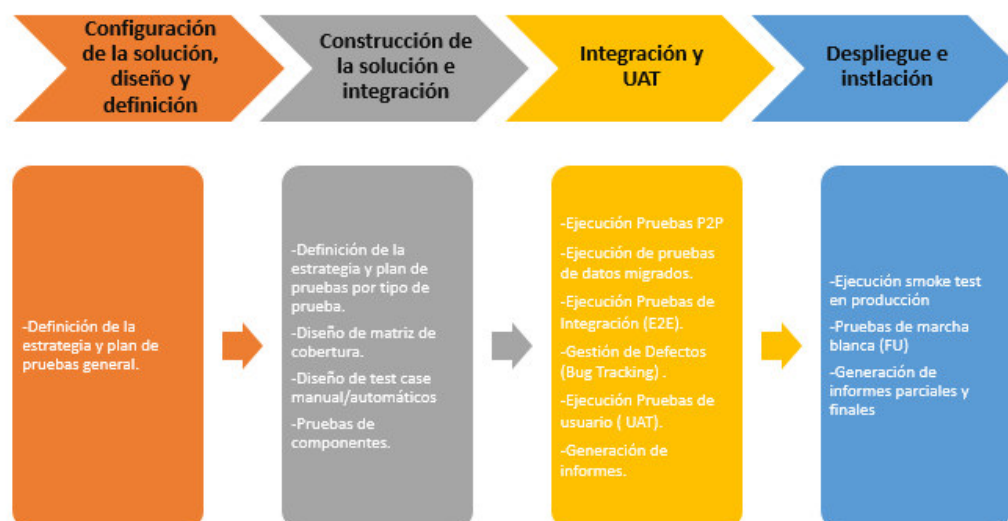 Configuración
de la solución,
diseño y
definición
Construcción de
la solución e
integración
Integración y
UAT
Despliegue e
instlación
-Definición de la
estrategia y plan de
pruebas general.
-Definición de la
estrategia y plan de
pruebas por tipo de
prueba.
-Diseño de matriz de
cobertura.
-Diseño de test case
manual/automáticos
-Pruebas de
componentes.
-Ejecución Pruebas P2P
-Ejecución de pruebas
de datos migrados.
-Ejecución Pruebas de
Integración (E2E).
-Gestión de Defectos
(Bug Tracking) .
-Ejecución Pruebas de
usuario ( UAT).
-Generación de
informes.
-Ejecución smoke test
en producción
-Pruebas de marcha
blanca (FU)
-Generación de
informes parciales y
finales